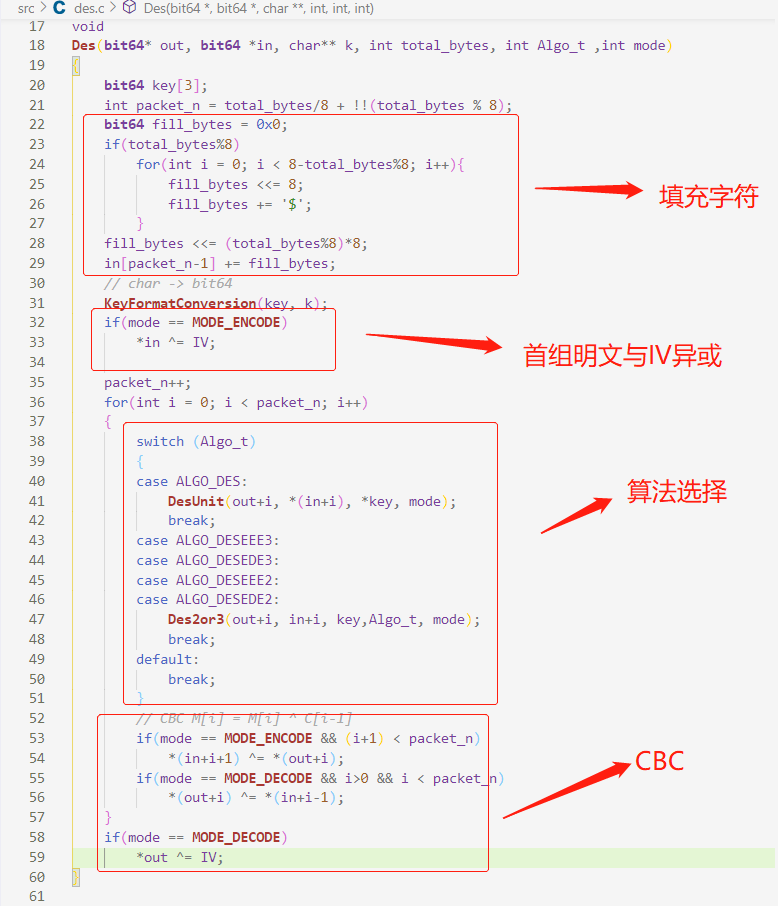 src > C des.c > Des(bit64 *, bit64 *, char **, int, int, int)
17 void
18 Des(bit64* out, bit64 *in, char** k, int total_bytes, int Algo_t ,int mode)
19 {
20 bit64 key[3];
21 int packet_n = total_bytes/8 + !!(total_bytes % 8);
22 bit64 fill_bytes = 0x0;
23 if(total_bytes%8)
24 for(int i = 0; i < 8-total_bytes%8; i++){
25 fill_bytes <<= 8;
26 fill_bytes += '$';
27 }
28 fill_bytes <<= (total_bytes%8)*8;
29 in[packet_n-1] += fill_bytes;
填充字符
30 // char -> bit64
31 KeyFormatConversion(key, k);
32 if(mode == MODE_ENCODE)
33 *in ^= IV;
34
首组明文与IV异或
35 packet_n++;
36 for(int i = 0; i < packet_n; i++)
37 {
38 switch (Algo_t)
39 {
40 case ALGO_DES:
41 DesUnit(out+i, *(in+i), *key, mode);
42 break;
43 case ALGO_DESEEE3:
44 case ALGO_DESEDE3:
45 case ALGO_DESEEE2:
46 case ALGO_DESEDE2:
47 Des2or3(out+i, in+i, key,Algo_t, mode);
48 break;
49 default:
50 break;
51 }
算法选择
52 // CBC M[i] = M[i] ^ C[i-1]
53 if(mode == MODE_ENCODE && (i+1) < packet_n)
54 *(in+i+1) ^= *(out+i);
55 if(mode == MODE_DECODE && i>0 && i < packet_n)
56 *(out+i) ^= *(in+i-1);
57 }
58 if(mode == MODE_DECODE)
59 *out ^= IV;
CBC
60 }
61